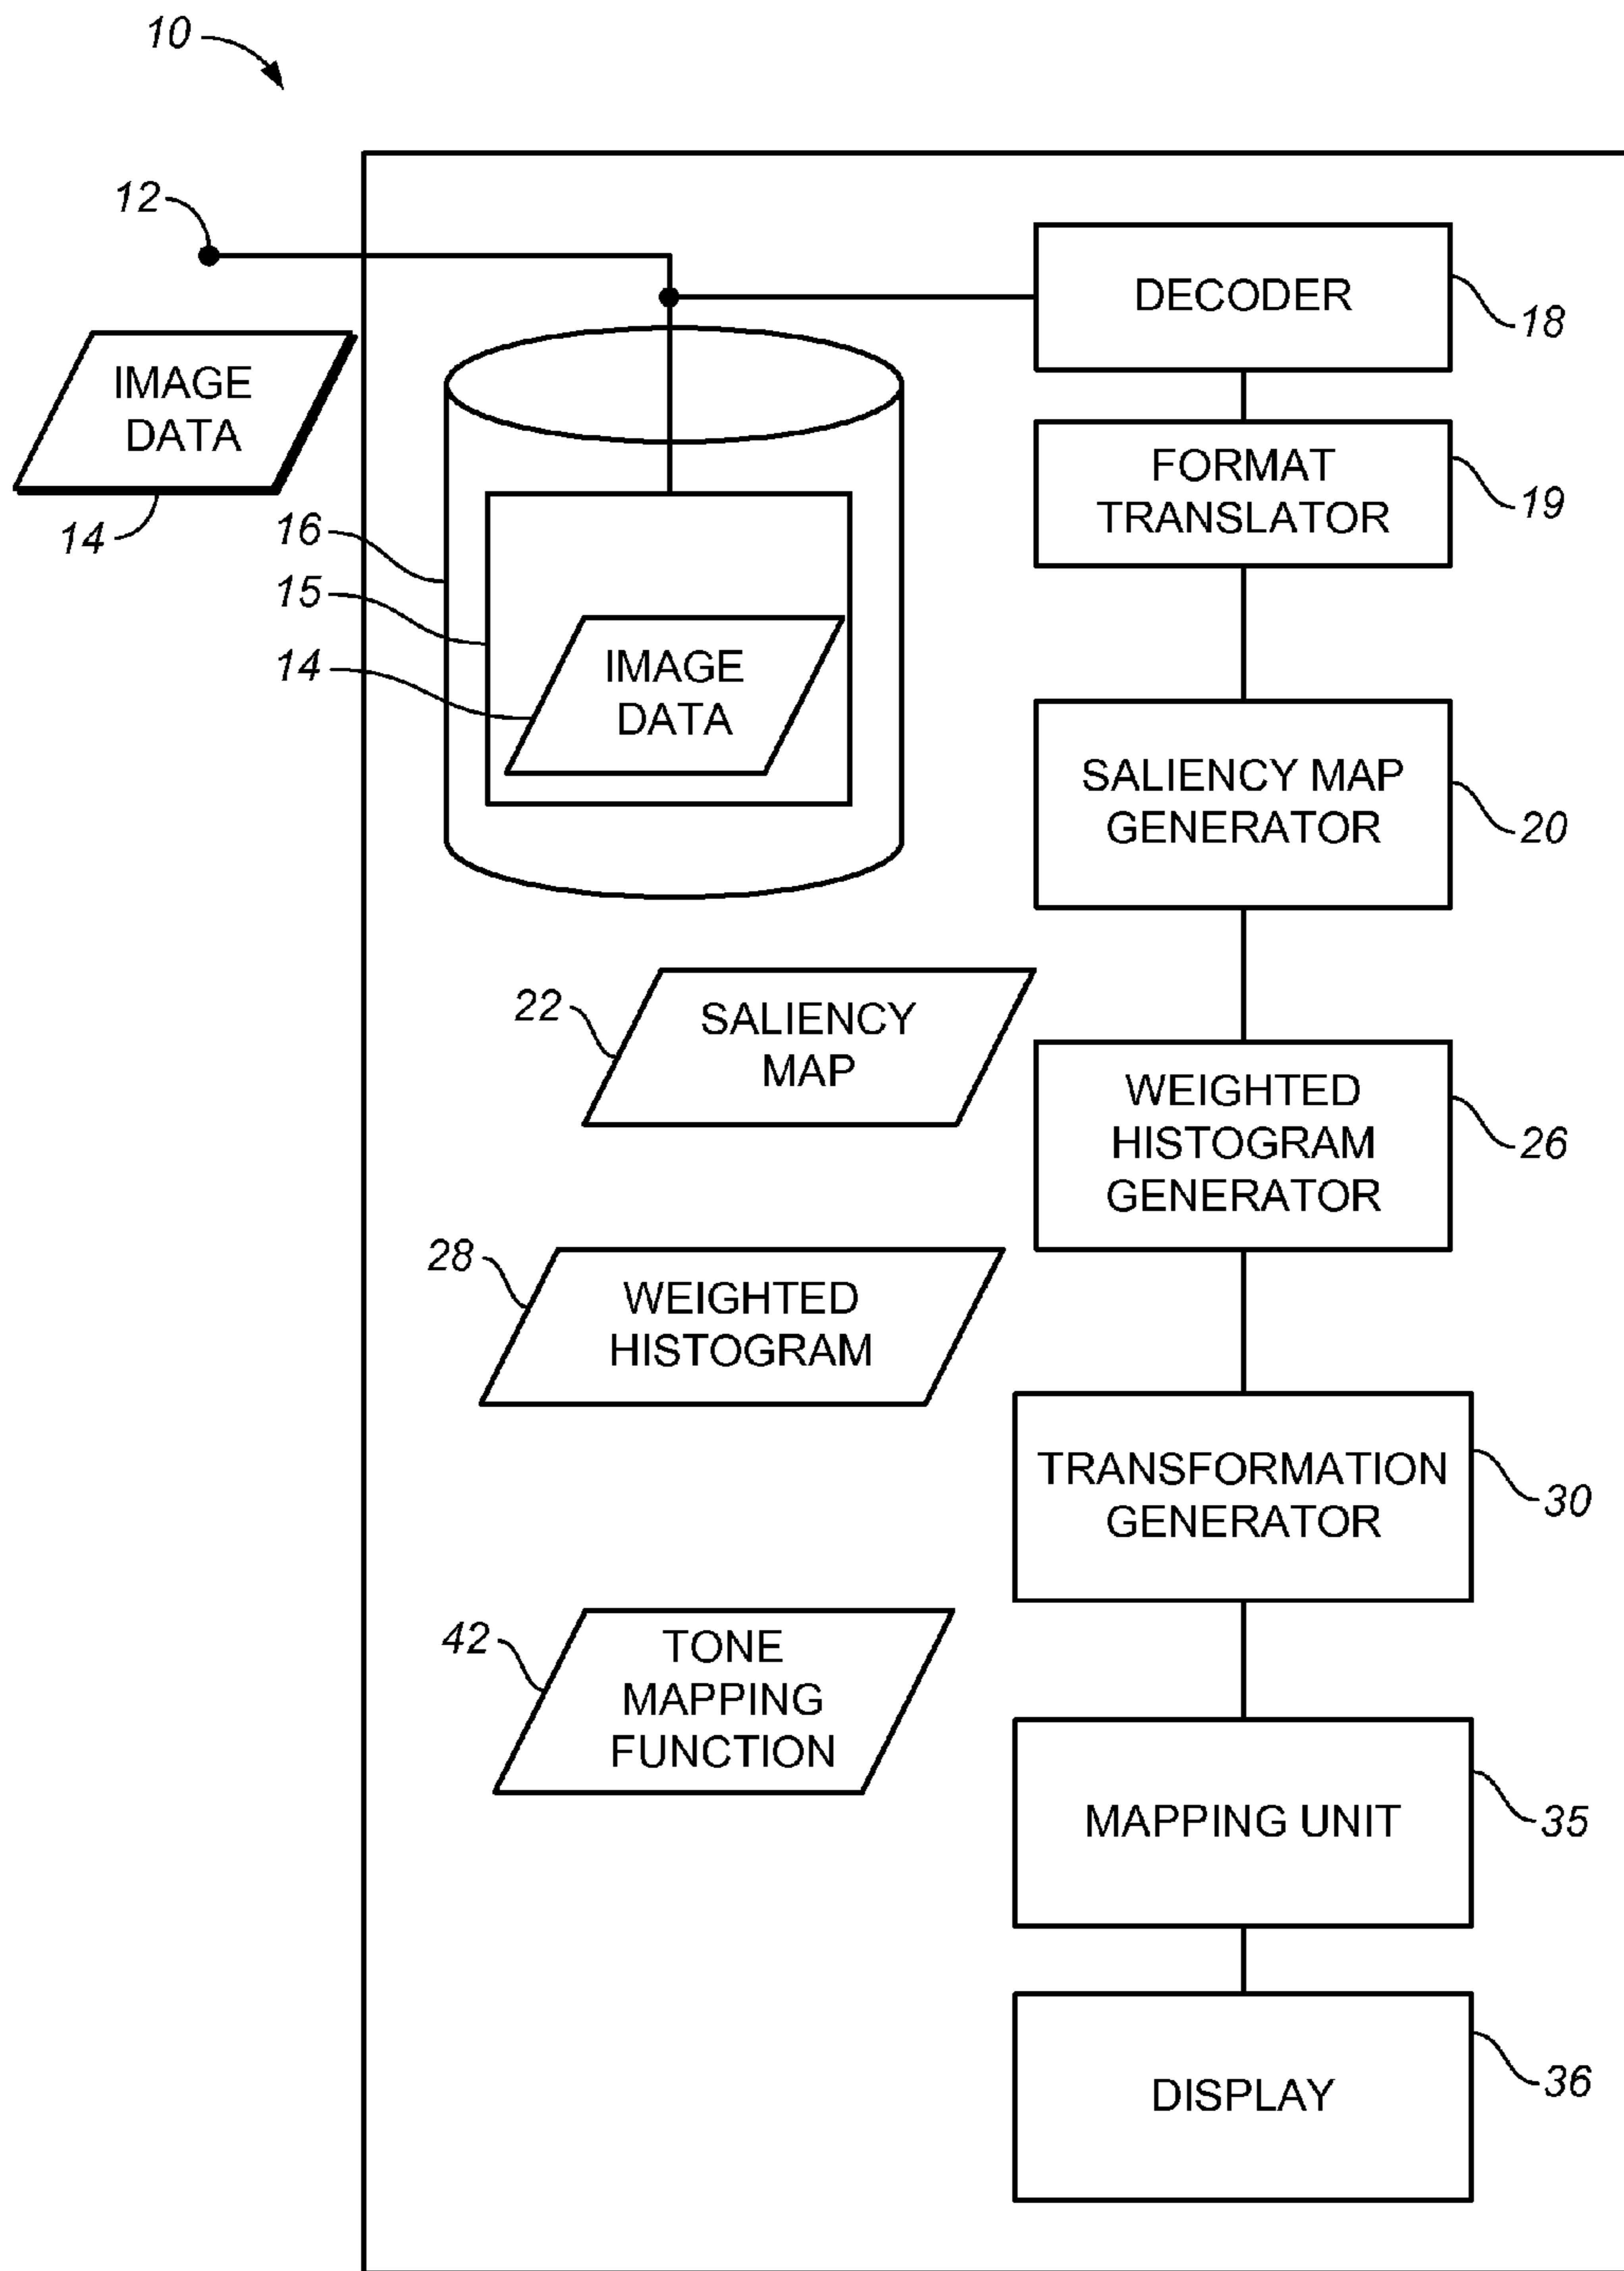 10
12
DECODER
18
IMAGE
DATA
14
FORMAT
TRANSLATOR
19
16
15
14
IMAGE
DATA
SALIENCY MAP
GENERATOR
20
22
SALIENCY
MAP
WEIGHTED
HISTOGRAM
GENERATOR
26
28
WEIGHTED
HISTOGRAM
TRANSFORMATION
GENERATOR
30
42
TONE
MAPPING
FUNCTION
MAPPING UNIT
35
DISPLAY
36